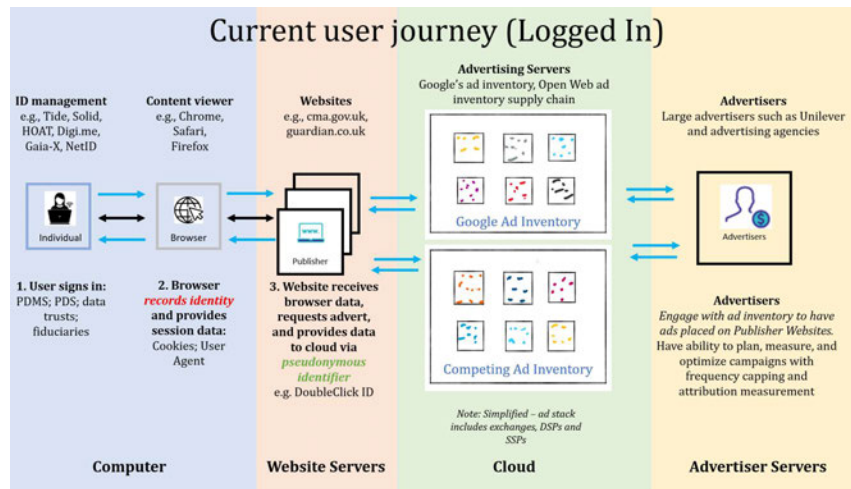 Current user journey (Logged In)
ID management
e.g., Tide, Solid,
HOAT, Digi.me,
Gaia-X, NetID
Content viewer
e.g., Chrome,
Safari,
Firefox
Websites
e.g., cma.gov.uk,
guardian.co.uk
Advertising Servers
Google's ad inventory, Open Web ad
inventory supply chain
Advertisers
Large advertisers such as Unilever
and advertising agencies
Individual
Browser
www.
Publisher
Google Ad Inventory
Advertisers
1. User signs in:
PDMS; PDS; data
trusts;
fiduciaries
2. Browser
records identity
and provides
session data:
Cookies; User
Agent
3. Website receives
browser data,
requests advert,
and provides data
to cloud via
pseudonymous
identifier
e.g. DoubleClick ID
Competing Ad Inventory
Note: Simplified – ad stack
includes exchanges, DSPs and
SSPs
Advertisers
Engage with ad inventory to have
ads placed on Publisher Websites.
Have ability to plan, measure, and
optimize campaigns with
frequency capping and
attribution measurement
Computer
Website Servers
Cloud
Advertiser Servers